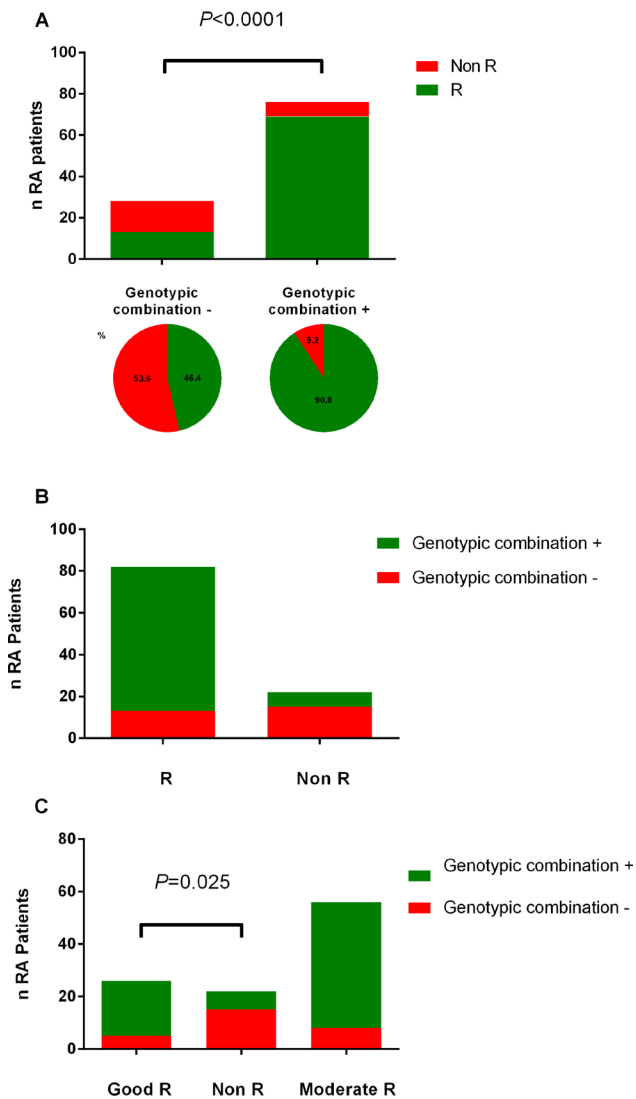 A
P<0.0001
n RA patients
100
80
60
40
20
0
Non R
R
Genotypic combination -
Genotypic combination +
%
53.6
46.4
9.2
90.8
B
n RA Patients
100
80
60
40
20
0
Genotypic combination +
Genotypic combination -
R
Non R
C
n RA Patients
80
60
40
20
0
P=0.025
Genotypic combination +
Genotypic combination -
Good R
Non R
Moderate R